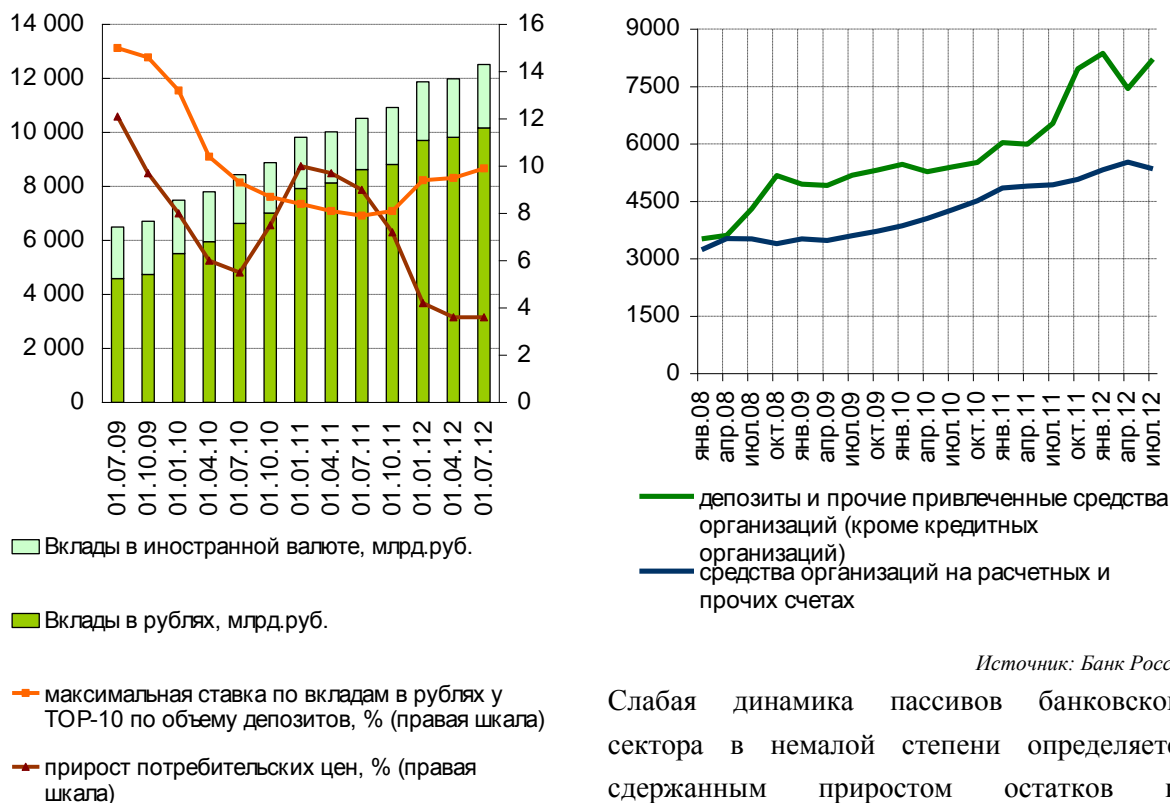 14 000
12 000
10 000
8 000
6 000
4 000
2 000
0
16
14
12
10
8
6
4
2
0
01.07.09
01.10.09
01.01.10
01.04.10
01.07.10
01.10.10
01.01.11
01.04.11
01.07.11
01.10.11
01.01.12
01.04.12
01.07.12
Вклады в иностранной валюте, млрд.руб.
Вклады в рублях, млрд.руб.
максимальная ставка по вкладам в рублях у
TOP-10 по объему депозитов, % (правая шкала)
прирост потребительских цен, % (правая
шкала)
9000
7500
6000
4500
3000
1500
0
янв.08
апр.08
июл.08
окт.08
янв.09
апр.09
июл.09
окт.09
янв.10
апр.10
июл.10
окт.10
янв.11
апр.11
июл.11
окт.11
янв.12
апр.12
июл.12
депозиты и прочие привлеченные средства
организаций (кроме кредитных
организаций)
средства организаций на расчетных и
прочих счетах
Источник: Банк Росс
Слабая динамика пассивов банковског
сектора в немалой степени определяетс
сдержанным приростом остатков